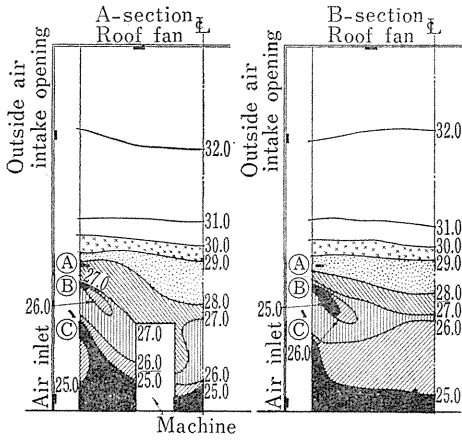 A-section
Roof fan
℄
Outside air
intake opening
Air inlet
32.0
31.0
30.0
29.0
28.0
27.0
26.0
25.0
Ⓐ
Ⓑ
Ⓒ
27.0
26.0
25.0
27.0
26.0
25.0
Machine
B-section
Roof fan
℄
Outside air
intake opening
Air inlet
32.0
31.0
30.0
29.0
28.0
27.0
26.0
25.0
Ⓐ
Ⓑ
Ⓒ
25.0
26.0